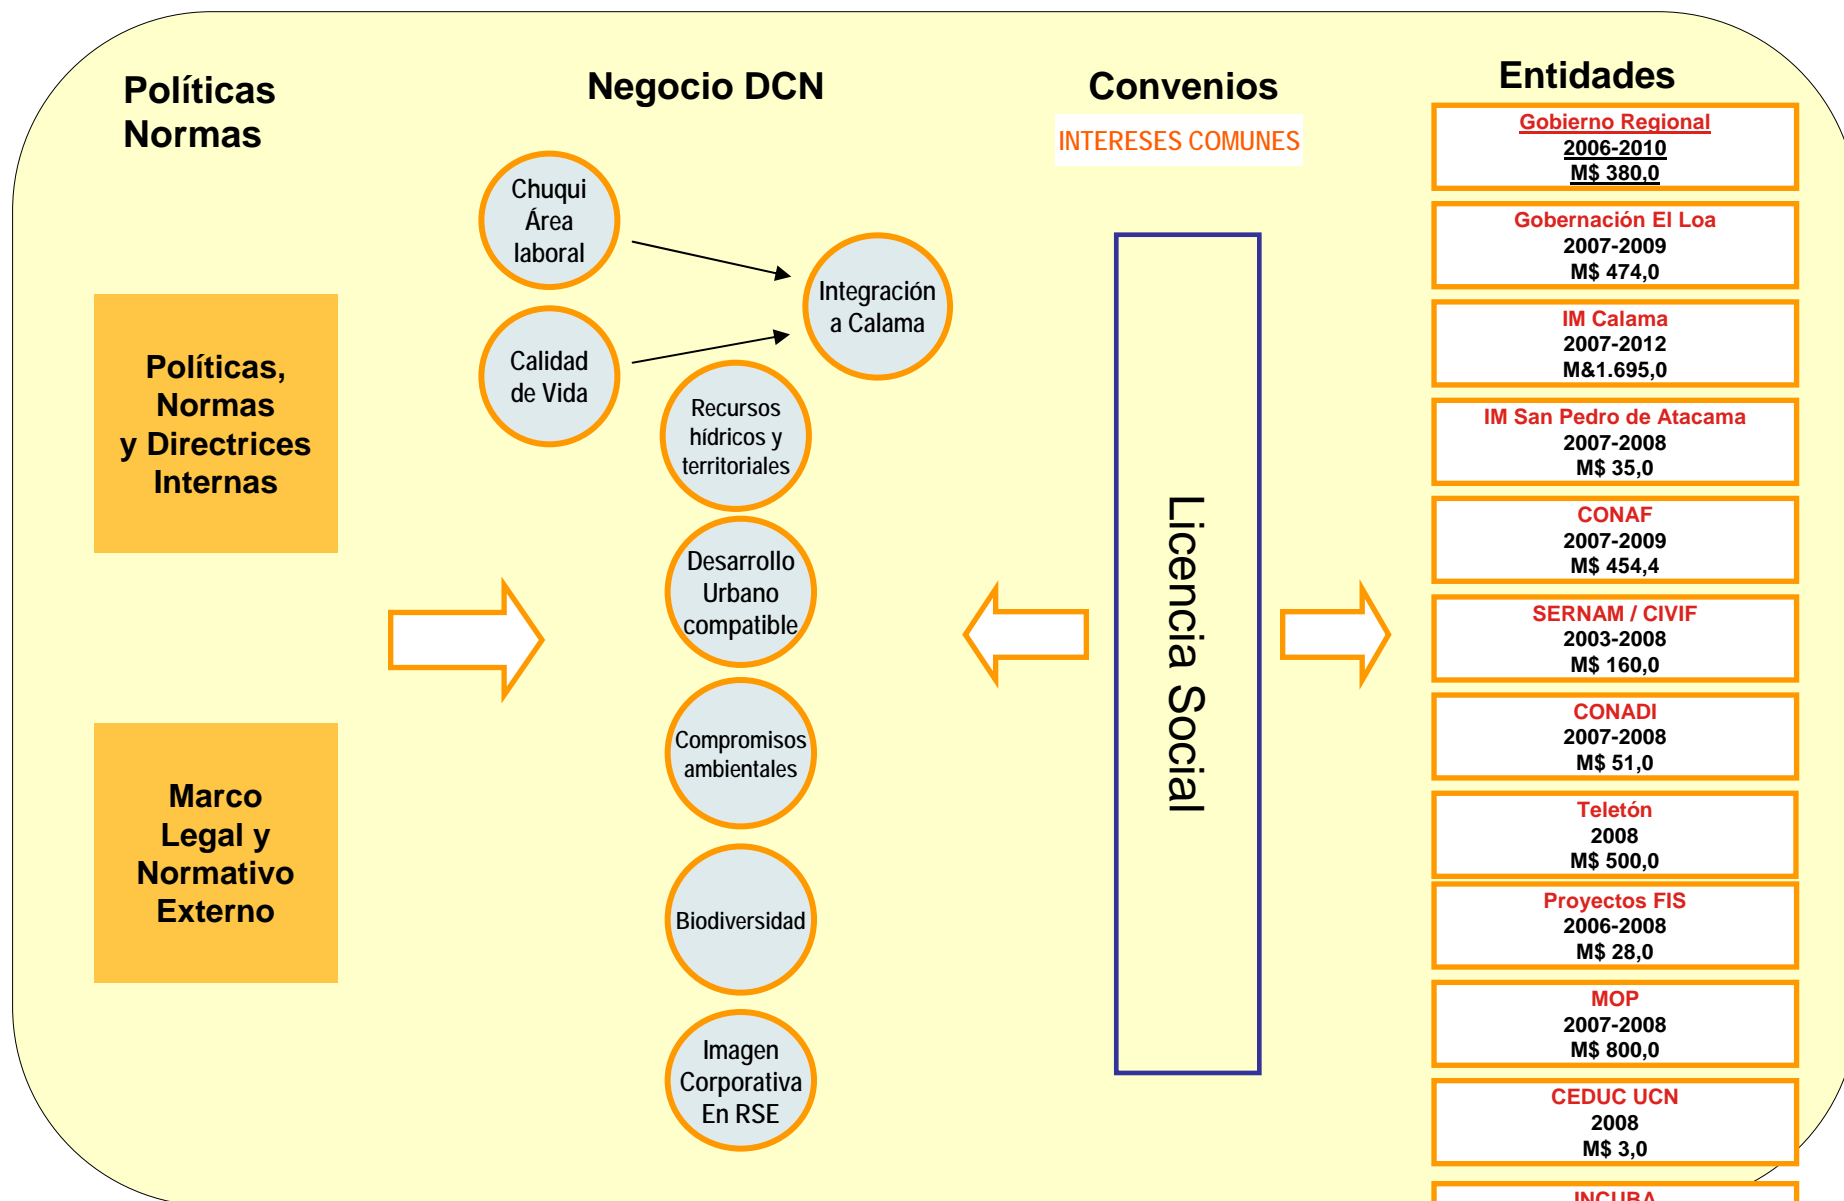 Políticas
Normas
Negocio DCN
Convenios
INTERESES COMUNES
Entidades
Políticas,
Normas
y Directrices
Internas
Marco
Legal y
Normativo
Externo
Chuqui
Área
laboral
Calidad
de Vida
Integración
a Calama
Recursos
hídricos y
territoriales
Desarrollo
Urbano
compatible
Compromisos
ambientales
Biodiversidad
Imagen
Corporativa
En RSE
Licencia Social
Gobierno Regional
2006-2010
M$ 380,0
Gobernación El Loa
2007-2009
M$ 474,0
IM Calama
2007-2012
M&1.695,0
IM San Pedro de Atacama
2007-2008
M$ 35,0
CONAF
2007-2009
M$ 454,4
SERNAM / CIVIF
2003-2008
M$ 160,0
CONADI
2007-2008
M$ 51,0
Teletón
2008
M$ 500,0
Proyectos FIS
2006-2008
M$ 28,0
MOP
2007-2008
M$ 800,0
CEDUC UCN
2008
M$ 3,0
INCUBA